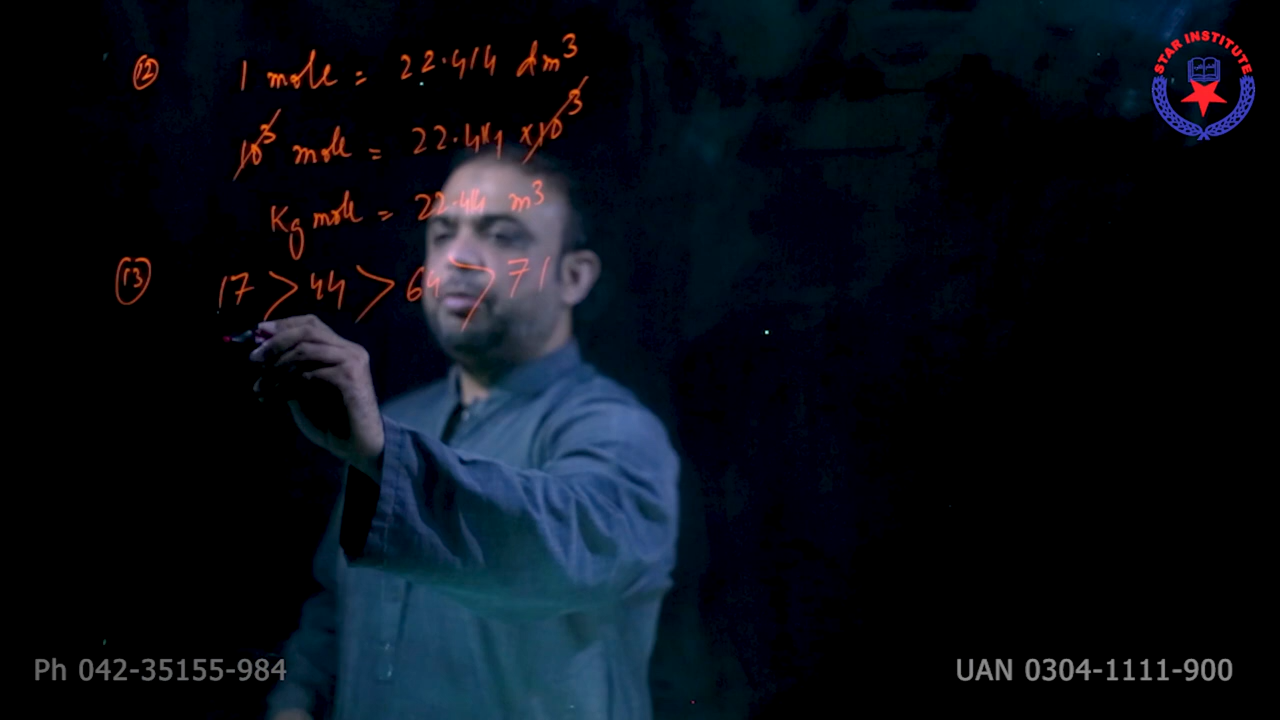 STAR INSTITUTE
⑫ 1 mole = 22.414 dm³
10³ mole = 22.414 × 10³
Kg mole = 22.414 m³
⑬ 17 > 44 > 64 > 71
Ph 042-35155-984
UAN 0304-1111-900